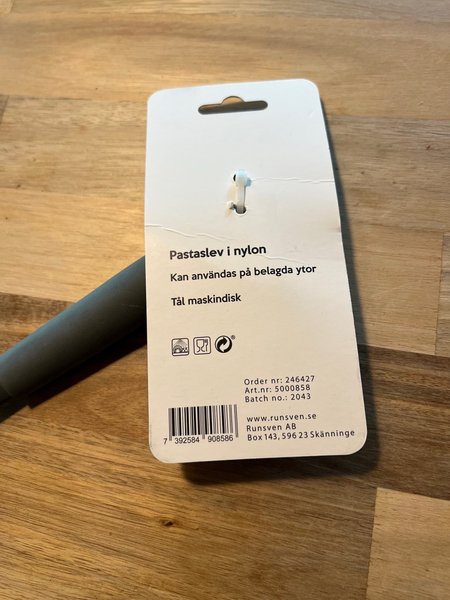 Pastaslev i nylon
Kan användas på belagda ytor
Tål maskindisk
Order nr: 246427
Art.nr: 5000858
Batch no.: 2043
7 392584 908586
www.runsven.se
Runsven AB
Box 143, 596 23 Skänninge